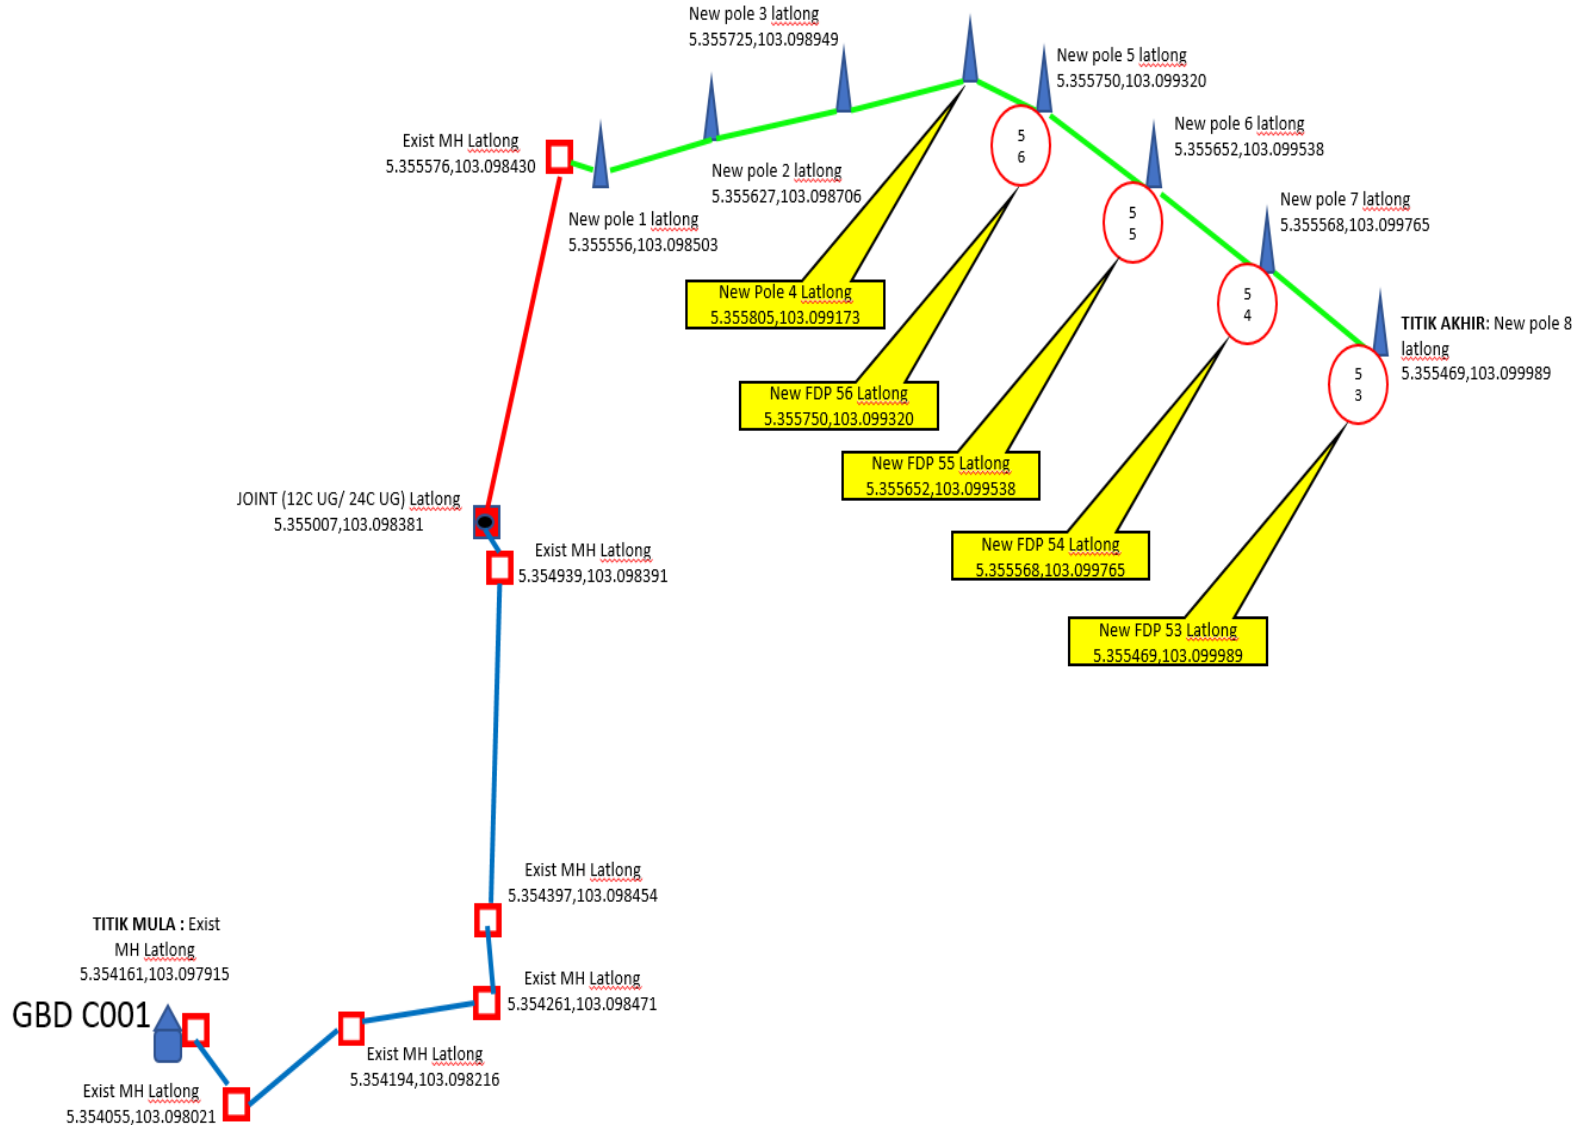 New pole 3 latlong
5.355725,103.098949
New pole 5 latlong
5.355750,103.099320
Exist MH Latlong
5.355576,103.098430
New pole 6 latlong
5.355652,103.099538
5
6
New pole 2 latlong
5.355627,103.098706
New pole 7 latlong
5.355568,103.099765
New pole 1 latlong
5.355556,103.098503
5
5
New Pole 4 Latlong
5.355805,103.099173
5
4
TITIK AKHIR: New pole 8
latlong
5.355469,103.099989
5
3
New FDP 56 Latlong
5.355750,103.099320
New FDP 55 Latlong
5.355652,103.099538
JOINT (12C UG/ 24C UG) Latlong
5.355007,103.098381
Exist MH Latlong
5.354939,103.098391
New FDP 54 Latlong
5.355568,103.099765
New FDP 53 Latlong
5.355469,103.099989
Exist MH Latlong
5.354397,103.098454
TITIK MULA : Exist
MH Latlong
5.354161,103.097915
Exist MH Latlong
5.354261,103.098471
GBD C001
Exist MH Latlong
5.354194,103.098216
Exist MH Latlong
5.354055,103.098021